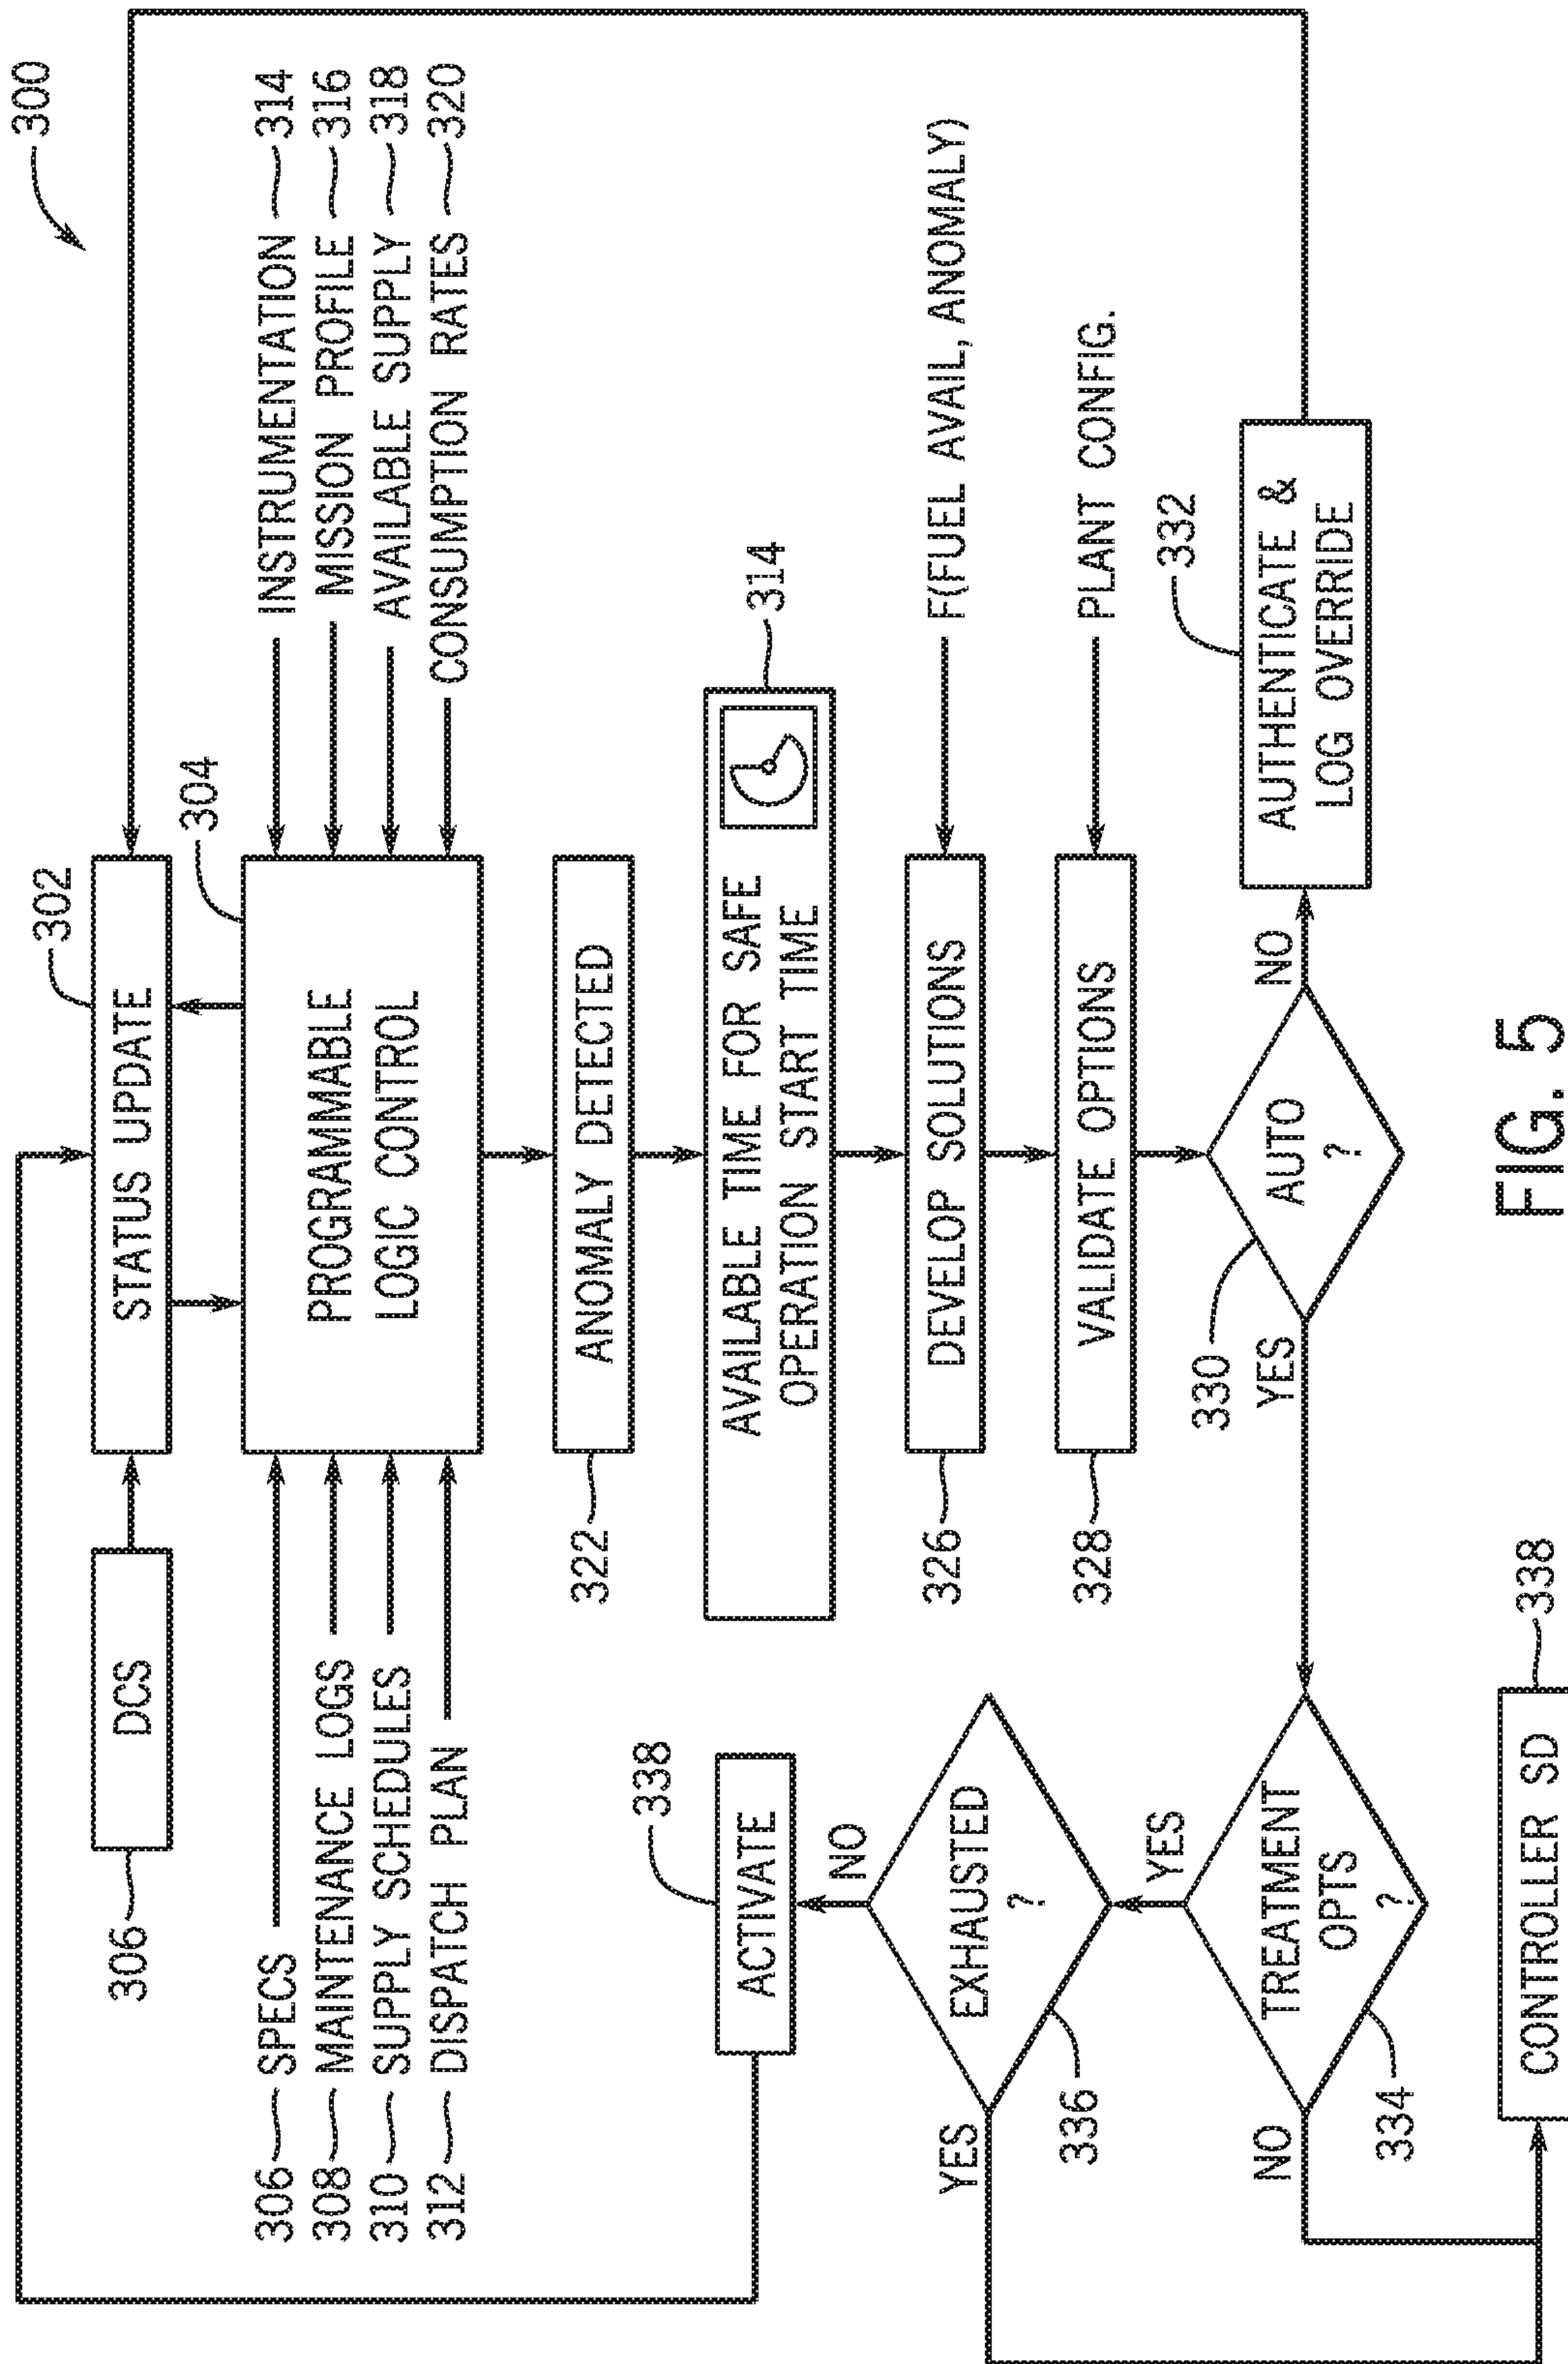 300
302
STATUS UPDATE
DCS
306
304
PROGRAMMABLE
LOGIC CONTROL
306 SPECS
308 MAINTENANCE LOGS
310 SUPPLY SCHEDULES
312 DISPATCH PLAN
INSTRUMENTATION 314
MISSION PROFILE 316
AVAILABLE SUPPLY 318
CONSUMPTION RATES 320
322
ANOMALY DETECTED
AVAILABLE TIME FOR SAFE
OPERATION START TIME
314
326
DEVELOP SOLUTIONS
F(FUEL AVAIL, ANOMALY)
328
VALIDATE OPTIONS
PLANT CONFIG.
338
ACTIVATE
NO
EXHAUSTED
?
YES
336
YES
TREATMENT
OPTS
?
NO
334
330
YES
AUTO
?
NO
332
AUTHENTICATE &
LOG OVERRIDE
CONTROLLER SD
338
FIG. 5